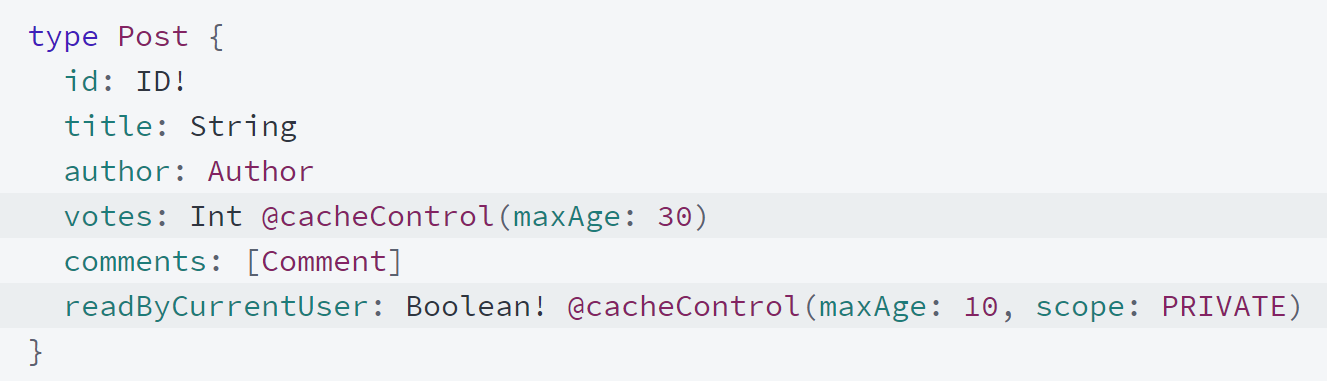 type Post {
  id: ID!
  title: String
  author: Author
  votes: Int @cacheControl(maxAge: 30)
  comments: [Comment]
  readByCurrentUser: Boolean! @cacheControl(maxAge: 10, scope: PRIVATE)
}